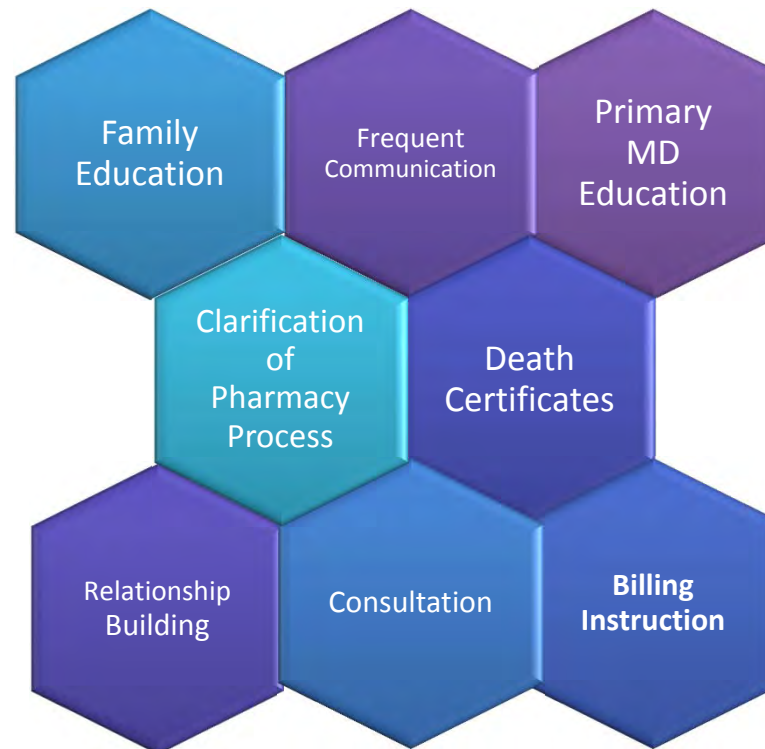 Family
Education
Frequent
Communication
Primary
MD
Education
Clarification
of
Pharmacy
Process
Death
Certificates
Relationship
Building
Consultation
Billing
Instruction